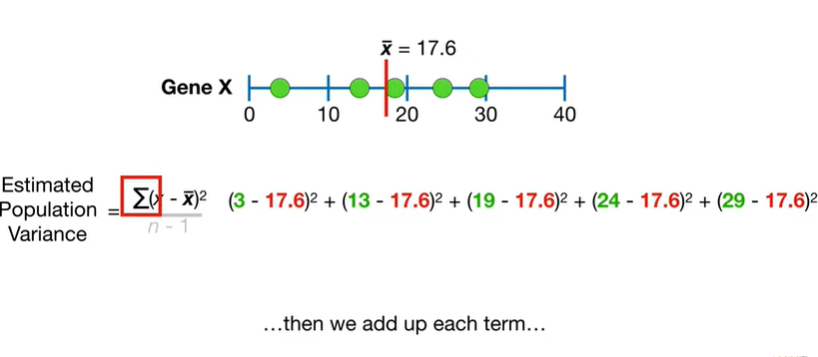 x̄ = 17.6
Gene X
0 10 20 30 40
Estimated Population Variance = ∑(x - x̄)² / n - 1
(3 - 17.6)² + (13 - 17.6)² + (19 - 17.6)² + (24 - 17.6)² + (29 - 17.6)²
…then we add up each term…